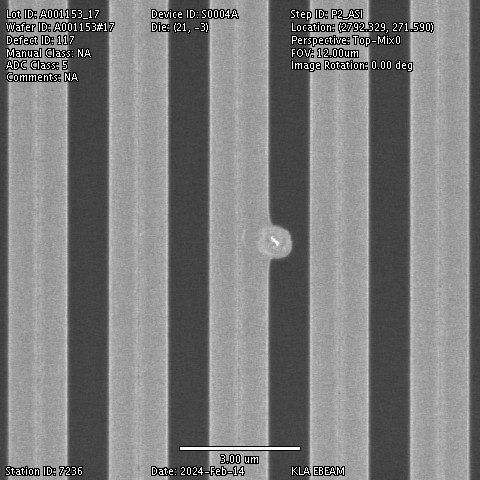 Lot ID: A001153_17
Wafer ID: A001153#17
Defect ID: 117
Manual Class: NA
ADC Class: 5
Comments: NA
Device ID: S0004A
Die: (21, -3)
Step ID: P2_ASI
Location: (2792.329, 271.590)
Perspective: Top-Mix0
FOV: 12.00um
Image Rotation: 0.00 deg
3.00 um
Station ID: 7236
Date: 2024-Feb-14
KLA EBEAM